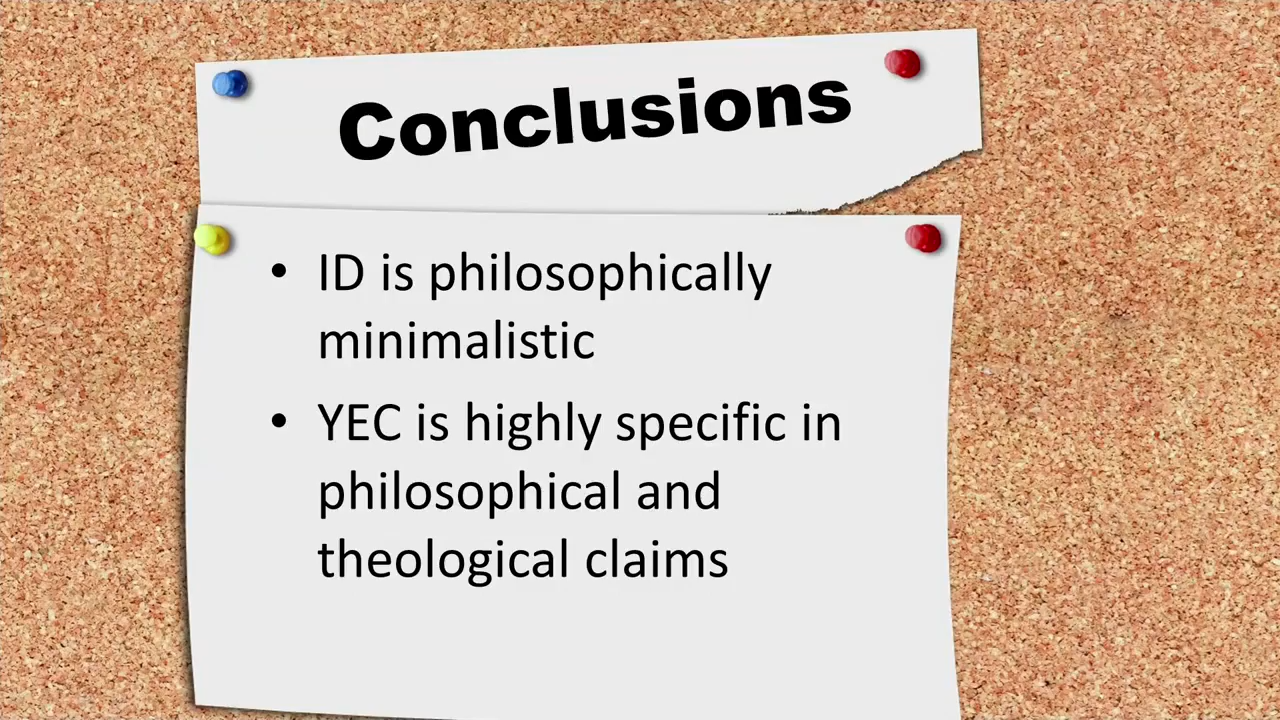 Conclusions
• ID is philosophically
minimalistic
• YEC is highly specific in
philosophical and
theological claims